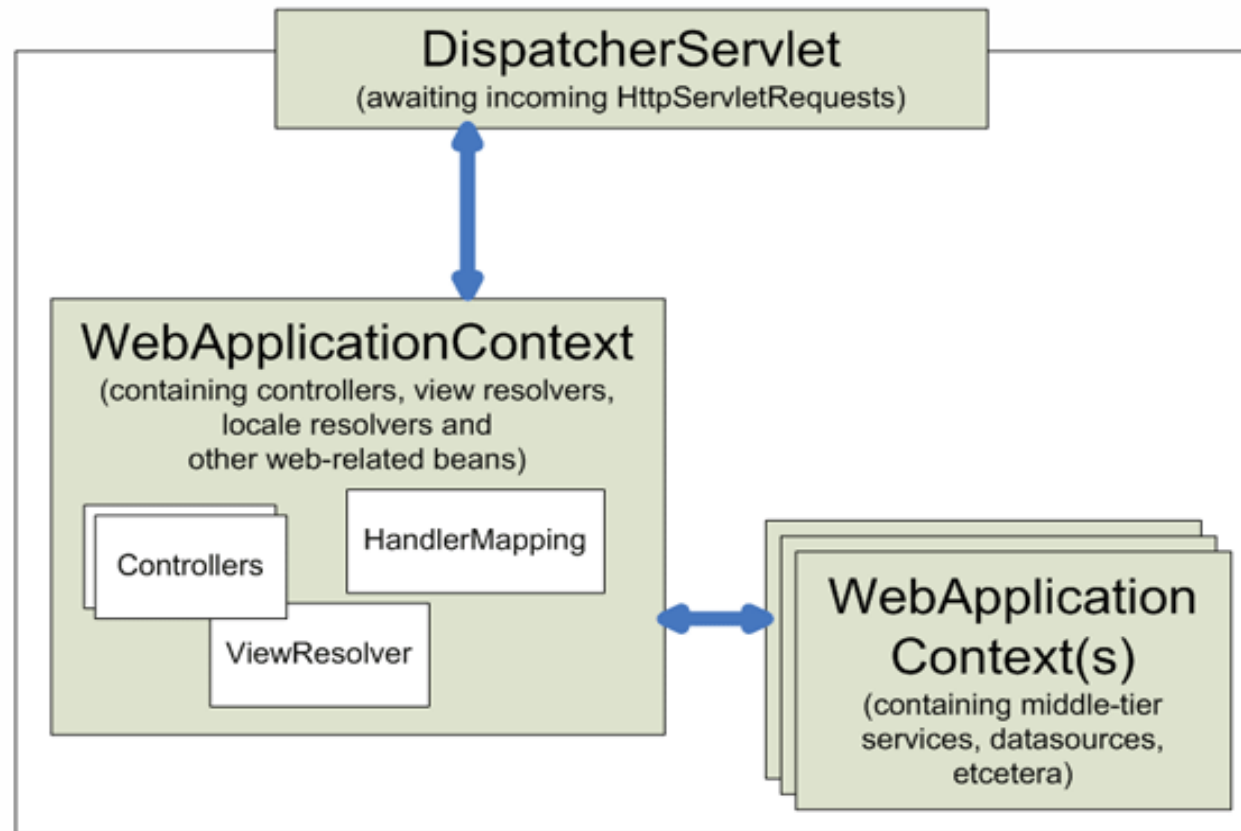 DispatcherServlet
(awaiting incoming HttpServletRequests)
WebApplicationContext
(containing controllers, view resolvers,
locale resolvers and
other web-related beans)
Controllers
HandlerMapping
ViewResolver
WebApplication
Context(s)
(containing middle-tier
services, datasources,
etcetera)